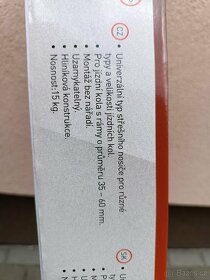 CZ
• Univerzální typ střešního nosiče pro různé
typy a velikosti jízdních kol.
• Pro jízdní kola s rámy o průměru 35 – 60 mm.
• Montáž bez nářadí.
• Uzamykatelný.
• Hliníková konstrukce.
• Nosnost: 15 kg.
SK